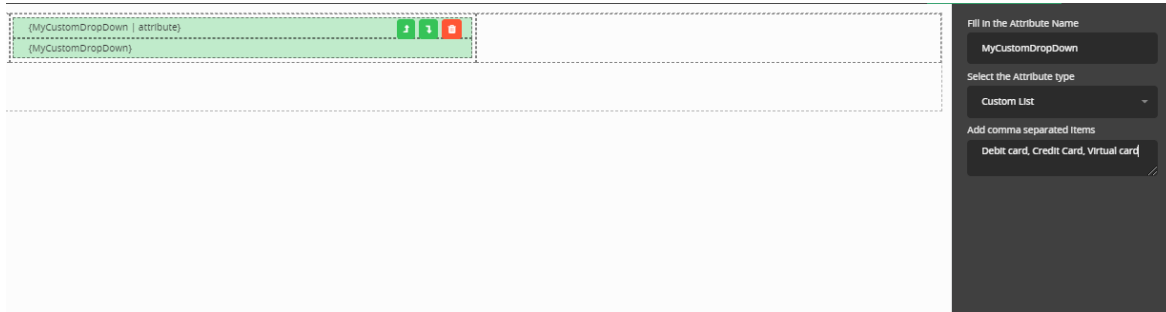 {MyCustomDropDown | attribute}
{MyCustomDropDown}
Fill in the Attribute Name
MyCustomDropDown
Select the Attribute type
Custom List
Add comma separated Items
Debit card, Credit Card, Virtual card